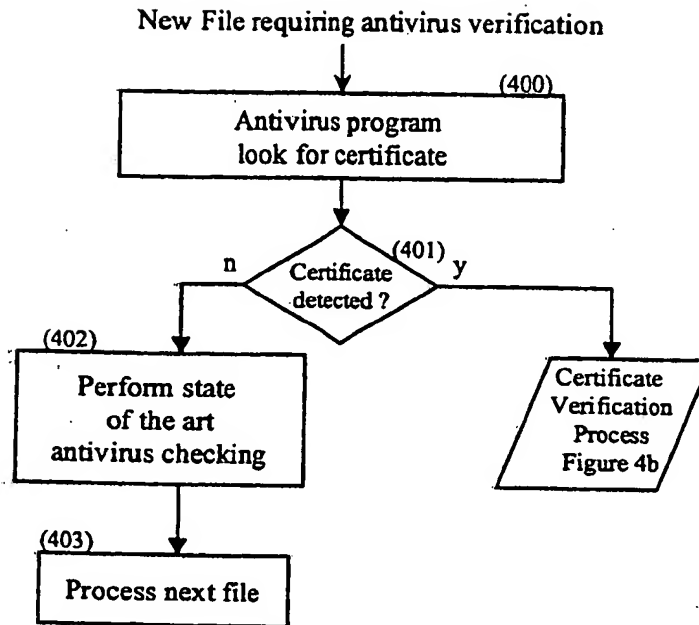 New File requiring antivirus verification
(400)
Antivirus program
look for certificate
(401)
n
Certificate
y
detected ?
(402)
Perform state
of the art
antivirus checking
Certificate
Verification
Process
Figure 4b
(403)
Process next file